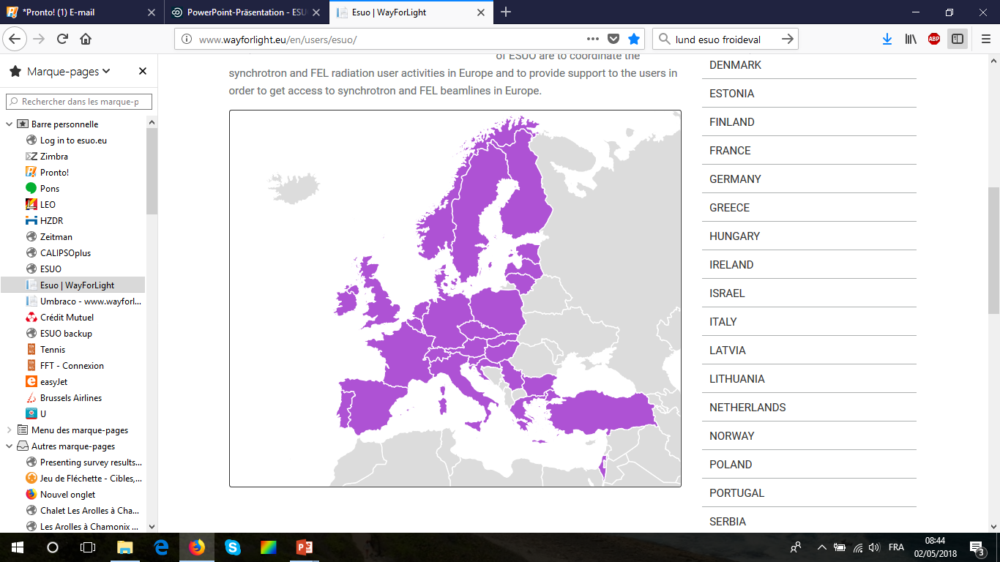 *Pronto! (1) E-mail
PowerPoint-Präsentation - ESU
Esuo | WayForLight
www.wayforlight.eu/en/users/esuo/
lund esuo froideval
ABP
Marque-pages
Rechercher dans les marque-p
Barre personnelle
Log in to esuo.eu
Zimbra
Pronto!
Pons
LEO
HZDR
Zeitman
CALIPSOplus
ESUO
Esuo | WayForLight
Umbraco - www.wayforl...
Crédit Mutuel
ESUO backup
Tennis
FFT - Connexion
easyJet
Brussels Airlines
U
Menu des marque-pages
Autres marque-pages
Presenting survey results...
Jeu de Fléchette - Cibles,...
Nouvel onglet
Chalet Les Arolles à Cha...
Les Arolles à Chamonix ...
of ESUO are to coordinate the
synchrotron and FEL radiation user activities in Europe and to provide support to the users in
order to get access to synchrotron and FEL beamlines in Europe.
DENMARK
ESTONIA
FINLAND
FRANCE
GERMANY
GREECE
HUNGARY
IRELAND
ISRAEL
ITALY
LATVIA
LITHUANIA
NETHERLANDS
NORWAY
POLAND
PORTUGAL
SERBIA
FRA
08:44
02/05/2018
3